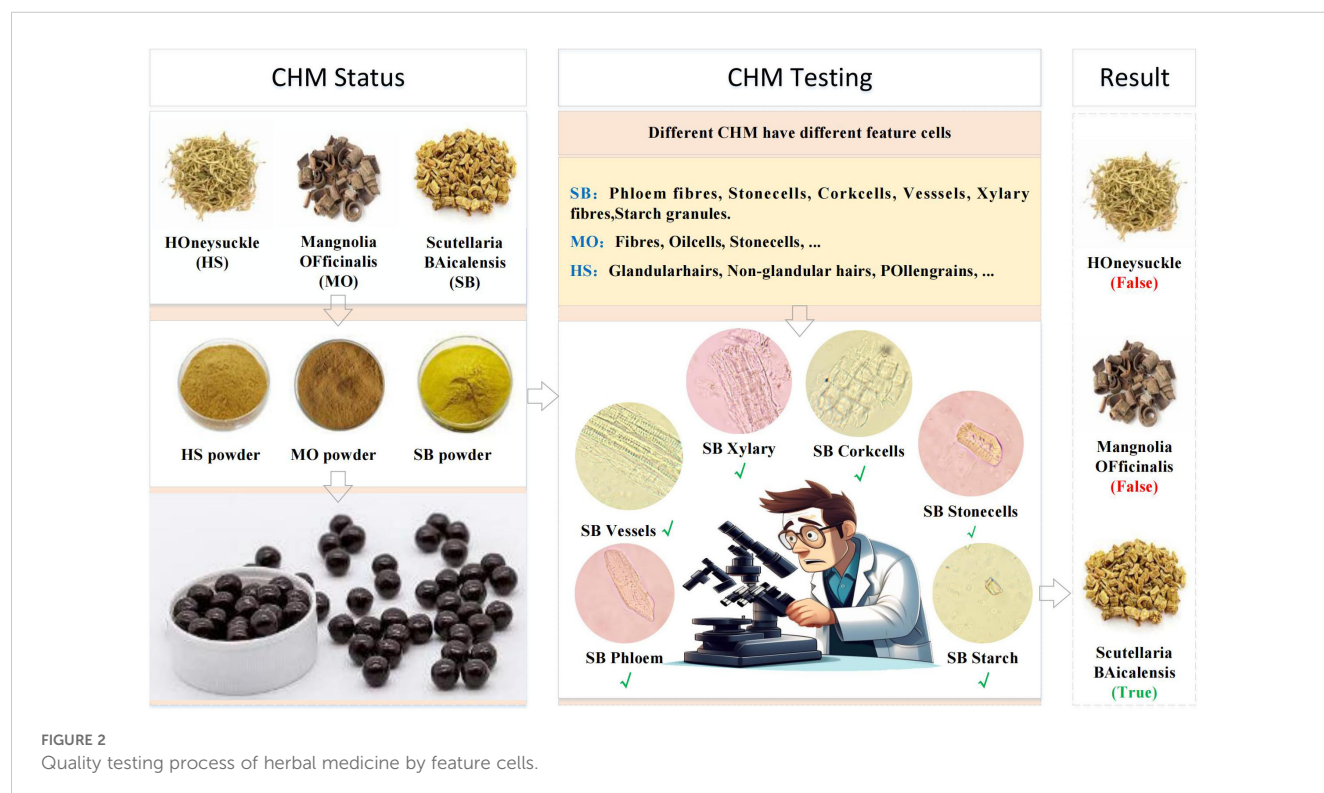 CHM Status
HOneysuckle
(HS)
Mangnolia
OFficinalis
(MO)
Scutellaria
BAicalensis
(SB)
HS powder
MO powder
SB powder
CHM Testing
Different CHM have different feature cells
SB: Phloem fibres, Stonecells, Corkcells, Vesssels, Xylary
fibres,Starch granules.
MO: Fibres, Oilcells, Stonecells, ...
HS: Glandularhairs, Non-glandular hairs, POllengrains, ...
SB Xylary
√
SB Corkcells
√
SB Vessels √
SB Stonecells
√
SB Phloem
√
SB Starch
√
Result
HOneysuckle
(False)
Mangnolia
OFficinalis
(False)
Scutellaria
BAicalensis
(True)
FIGURE 2
Quality testing process of herbal medicine by feature cells.